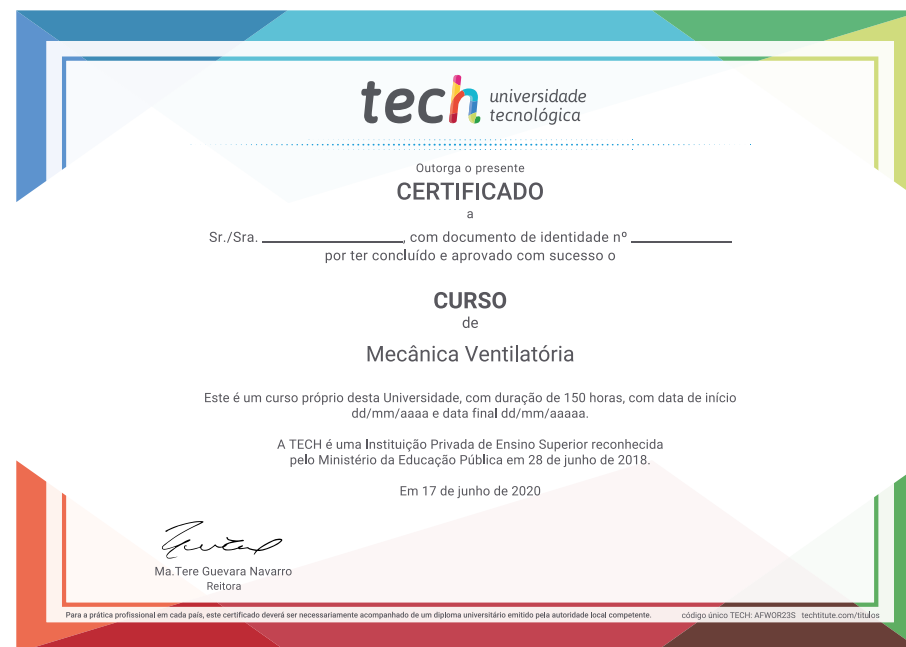 tech universidade
tecnológica
Outorga o presente
CERTIFICADO
a
Sr./Sra. ____________, com documento de identidade nº ____________
por ter concluído e aprovado com sucesso o
CURSO
de
Mecânica Ventilatória
Este é um curso próprio desta Universidade, com duração de 150 horas, com data de início
dd/mm/aaaa e data final dd/mm/aaaaa.
A TECH é uma Instituição Privada de Ensino Superior reconhecida
pelo Ministério da Educação Pública em 28 de junho de 2018.
Em 17 de junho de 2020
Ma.Tere Guevara Navarro
Reitora
Para a prática profissional em cada país, este certificado deverá ser necessariamente acompanhado de um diploma universitário emitido pela autoridade local competente. código único TECH: AFWOR23S techtitute.com/titulos